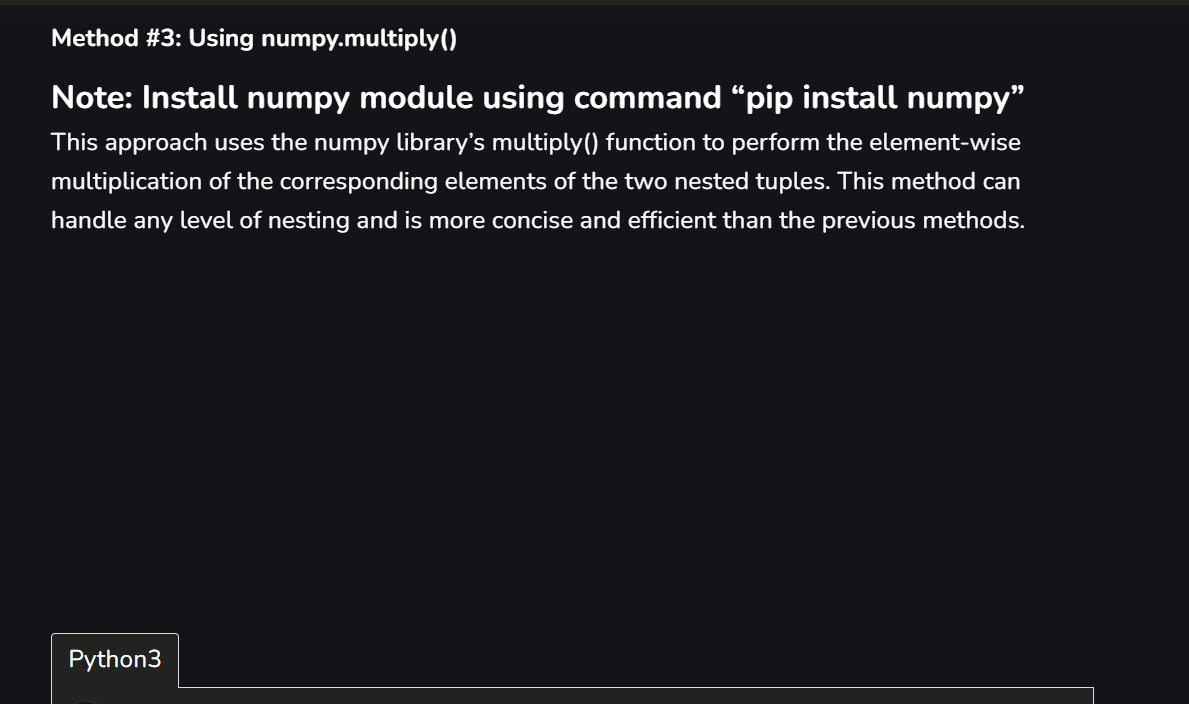 Method #3: Using numpy.multiply()
Note: Install numpy module using command “pip install numpy”
This approach uses the numpy library’s multiply() function to perform the element-wise
multiplication of the corresponding elements of the two nested tuples. This method can
handle any level of nesting and is more concise and efficient than the previous methods.
Python3